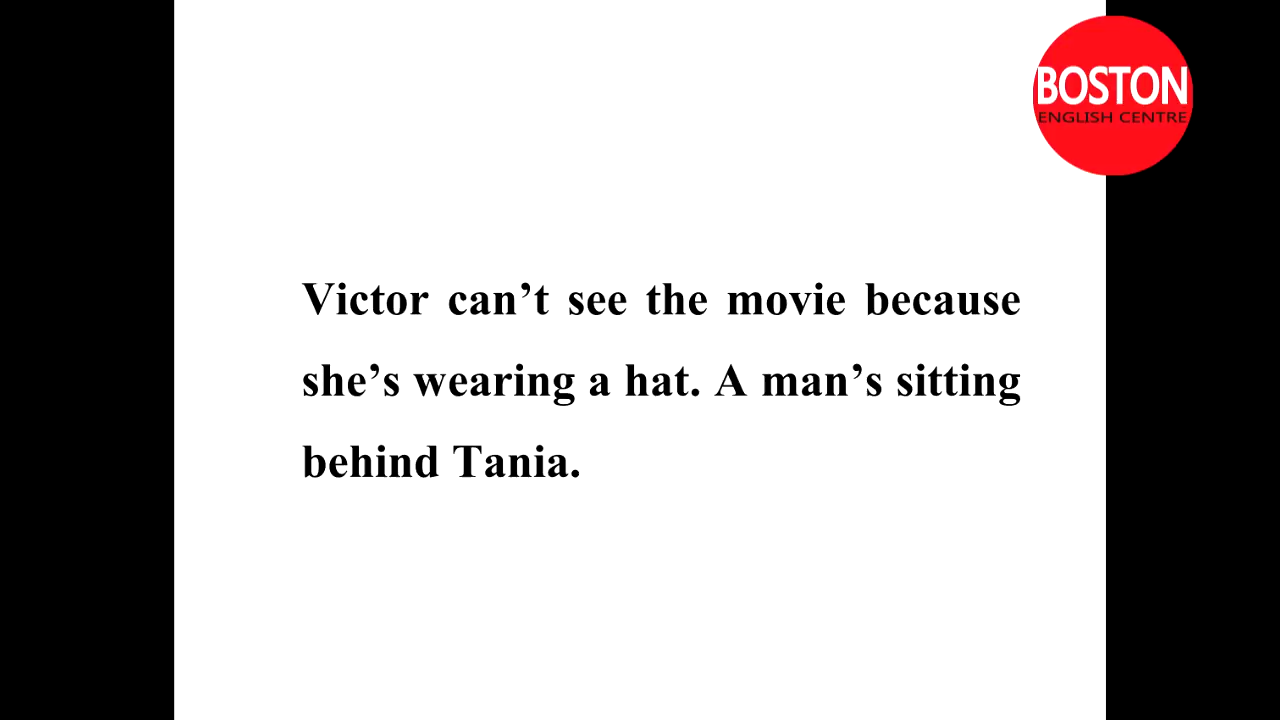 BOSTON
ENGLISH CENTRE
Victor can’t see the movie because
she’s wearing a hat. A man’s sitting
behind Tania.